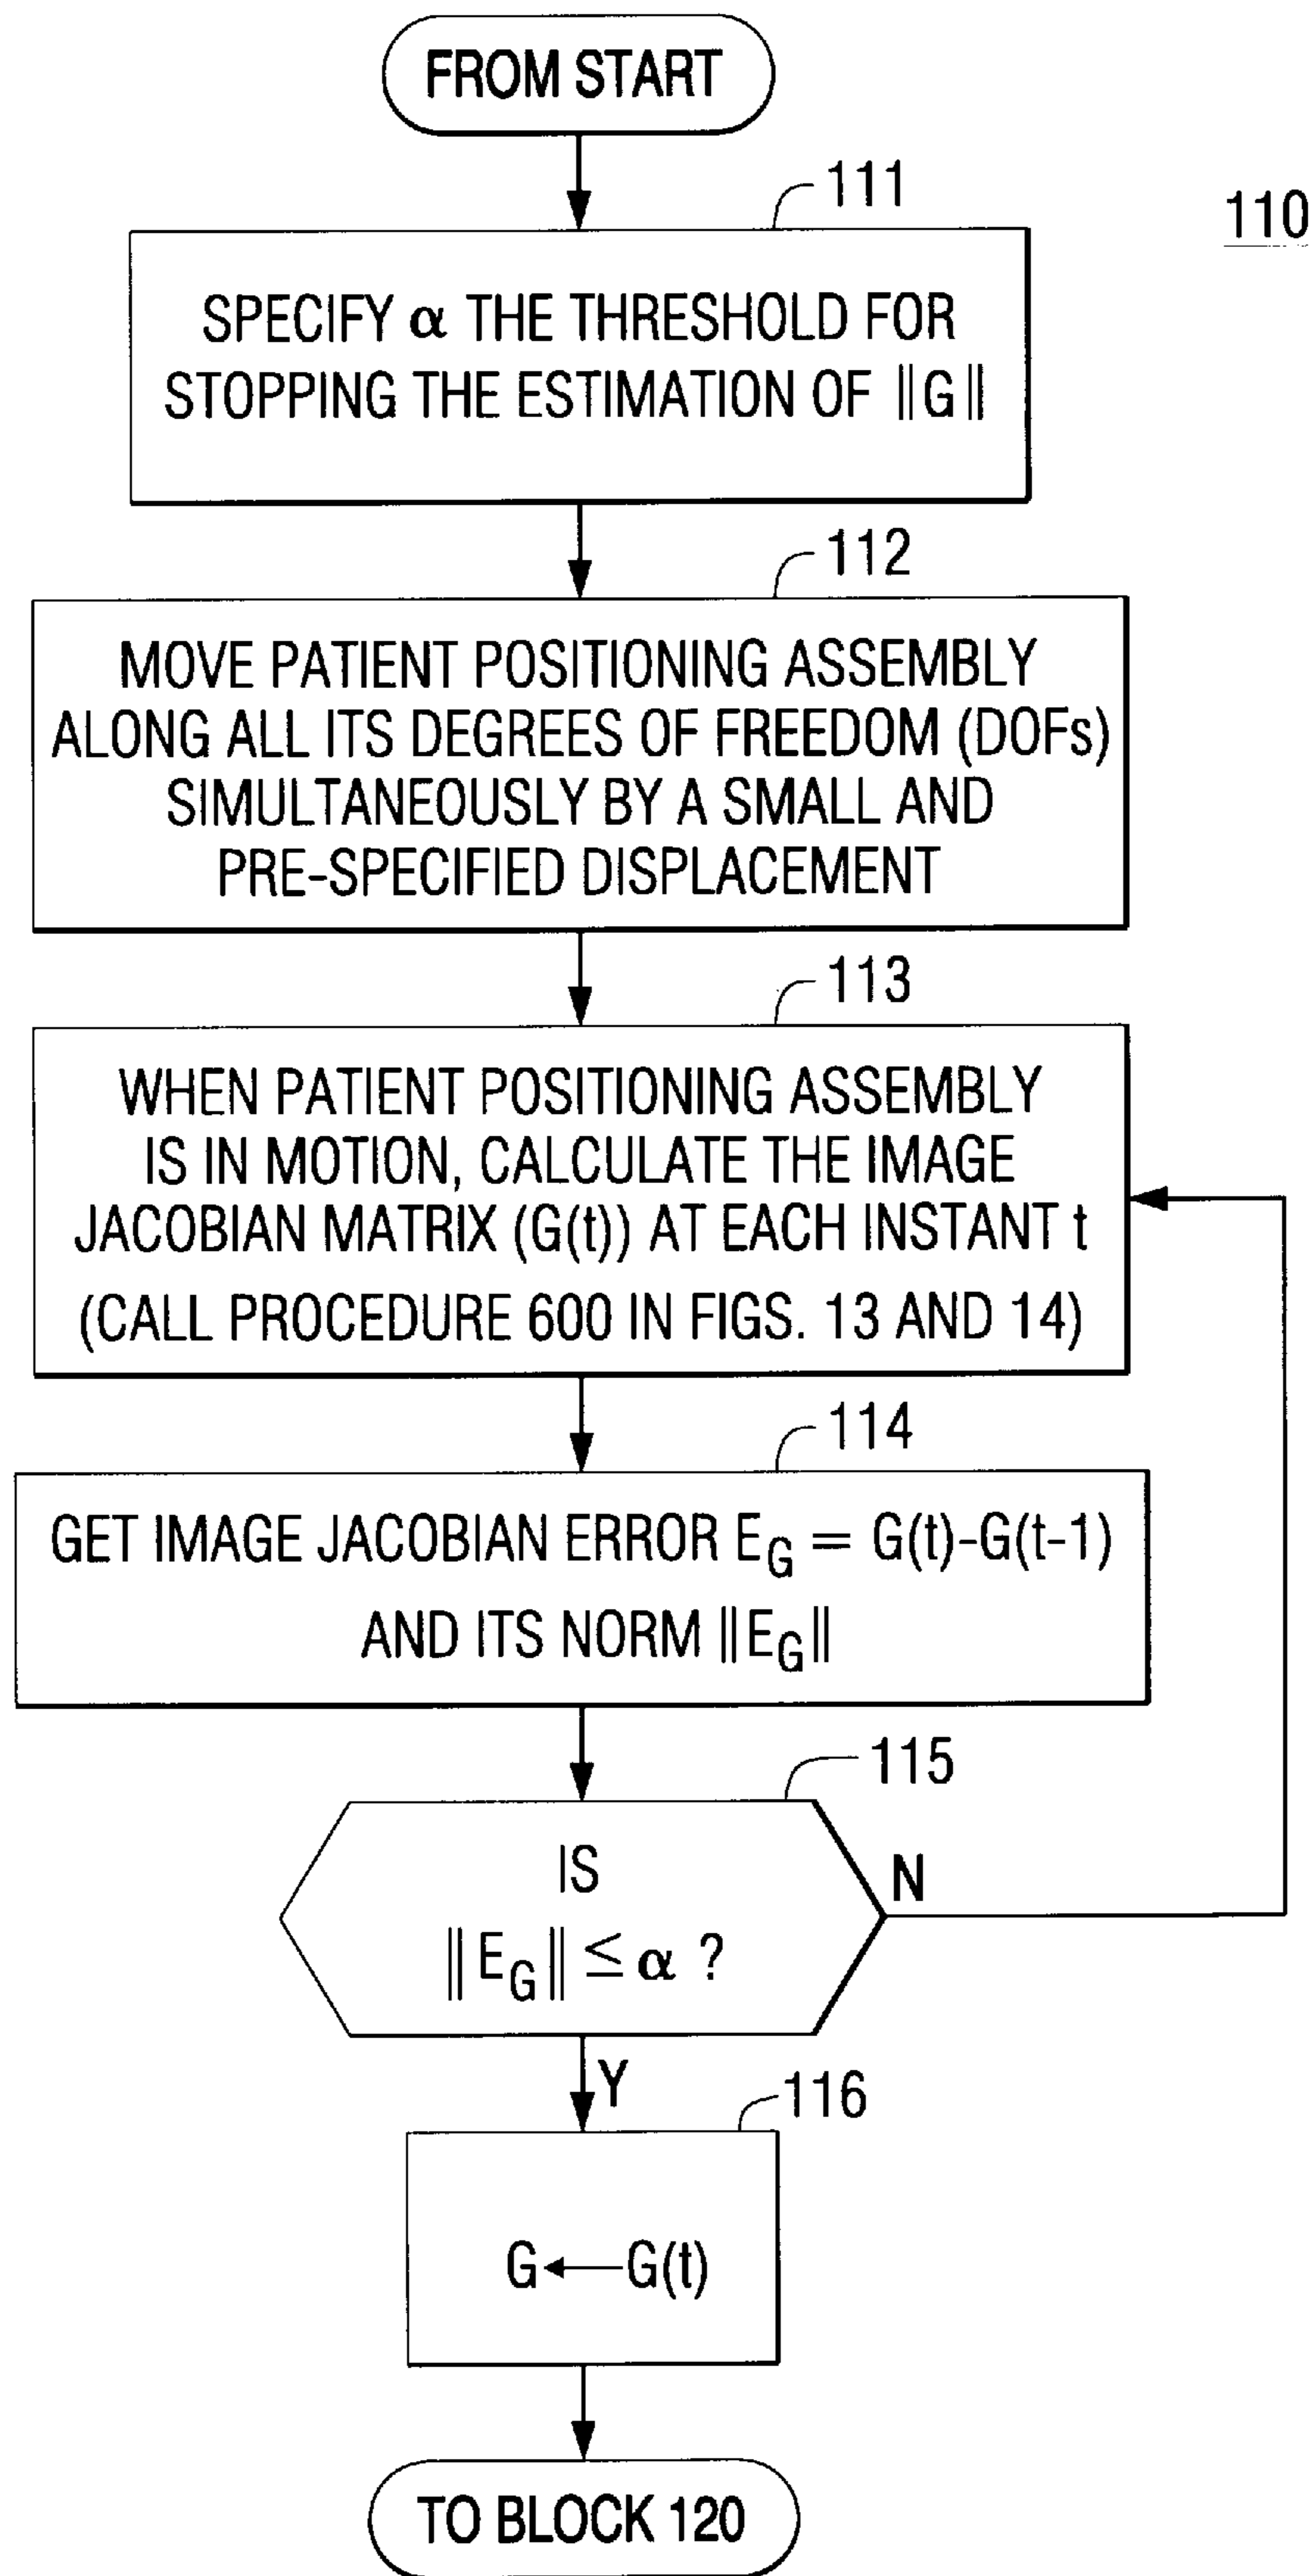 FROM START
111
110
SPECIFY α THE THRESHOLD FOR
STOPPING THE ESTIMATION OF ‖G‖
112
MOVE PATIENT POSITIONING ASSEMBLY
ALONG ALL ITS DEGREES OF FREEDOM (DOFs)
SIMULTANEOUSLY BY A SMALL AND
PRE-SPECIFIED DISPLACEMENT
113
WHEN PATIENT POSITIONING ASSEMBLY
IS IN MOTION, CALCULATE THE IMAGE
JACOBIAN MATRIX (G(t)) AT EACH INSTANT t
(CALL PROCEDURE 600 IN FIGS. 13 AND 14)
114
GET IMAGE JACOBIAN ERROR E_G = G(t)-G(t-1)
AND ITS NORM ‖E_G‖
115
IS
‖E_G‖ ≤ α ?
N
Y
116
G ← G(t)
TO BLOCK 120